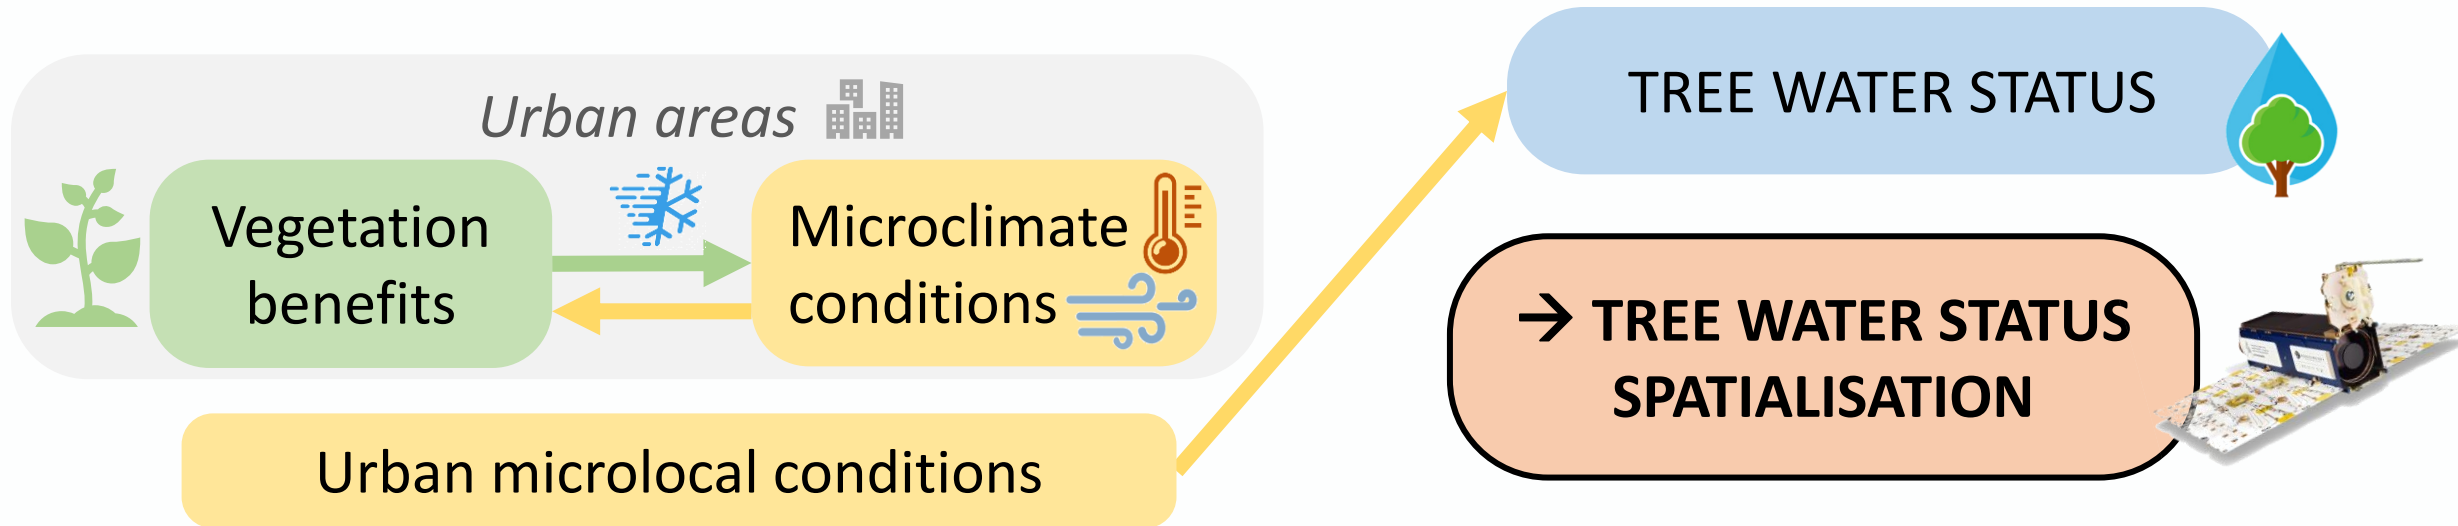 Urban areas
Vegetation
benefits
Microclimate
conditions
Urban microlocal conditions
TREE WATER STATUS
→ TREE WATER STATUS
SPATIALISATION